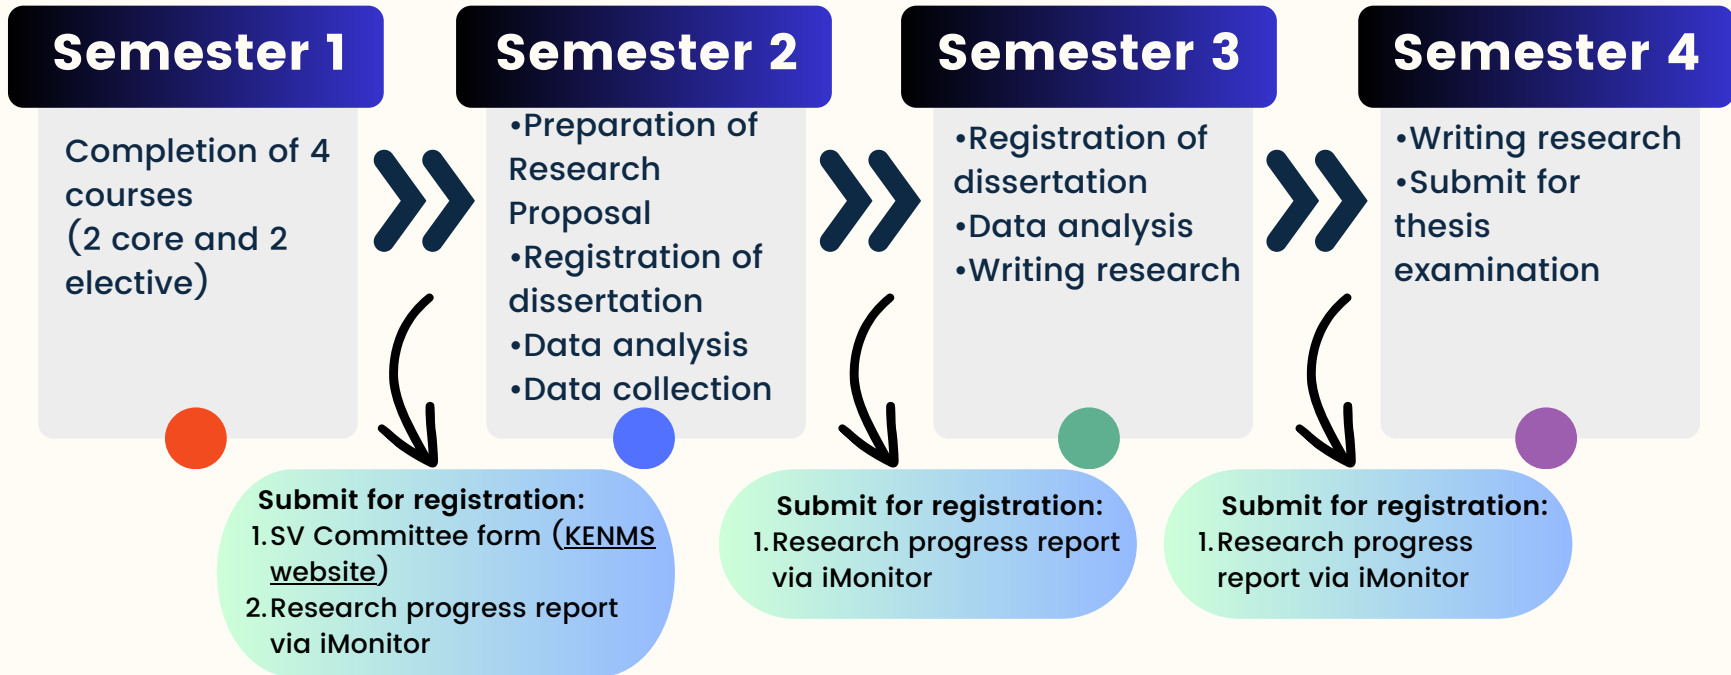 Semester 1
Completion of 4
courses
(2 core and 2
elective)
Semester 2
•Preparation of
Research
Proposal
•Registration of
dissertation
•Data analysis
•Data collection
Semester 3
•Registration of
dissertation
•Data analysis
•Writing research
Semester 4
•Writing research
•Submit for
thesis
examination
Submit for registration:
1.SV Committee form (KENMS
website)
2.Research progress report
via iMonitor
Submit for registration:
1.Research progress report
via iMonitor
Submit for registration:
1.Research progress
report via iMonitor